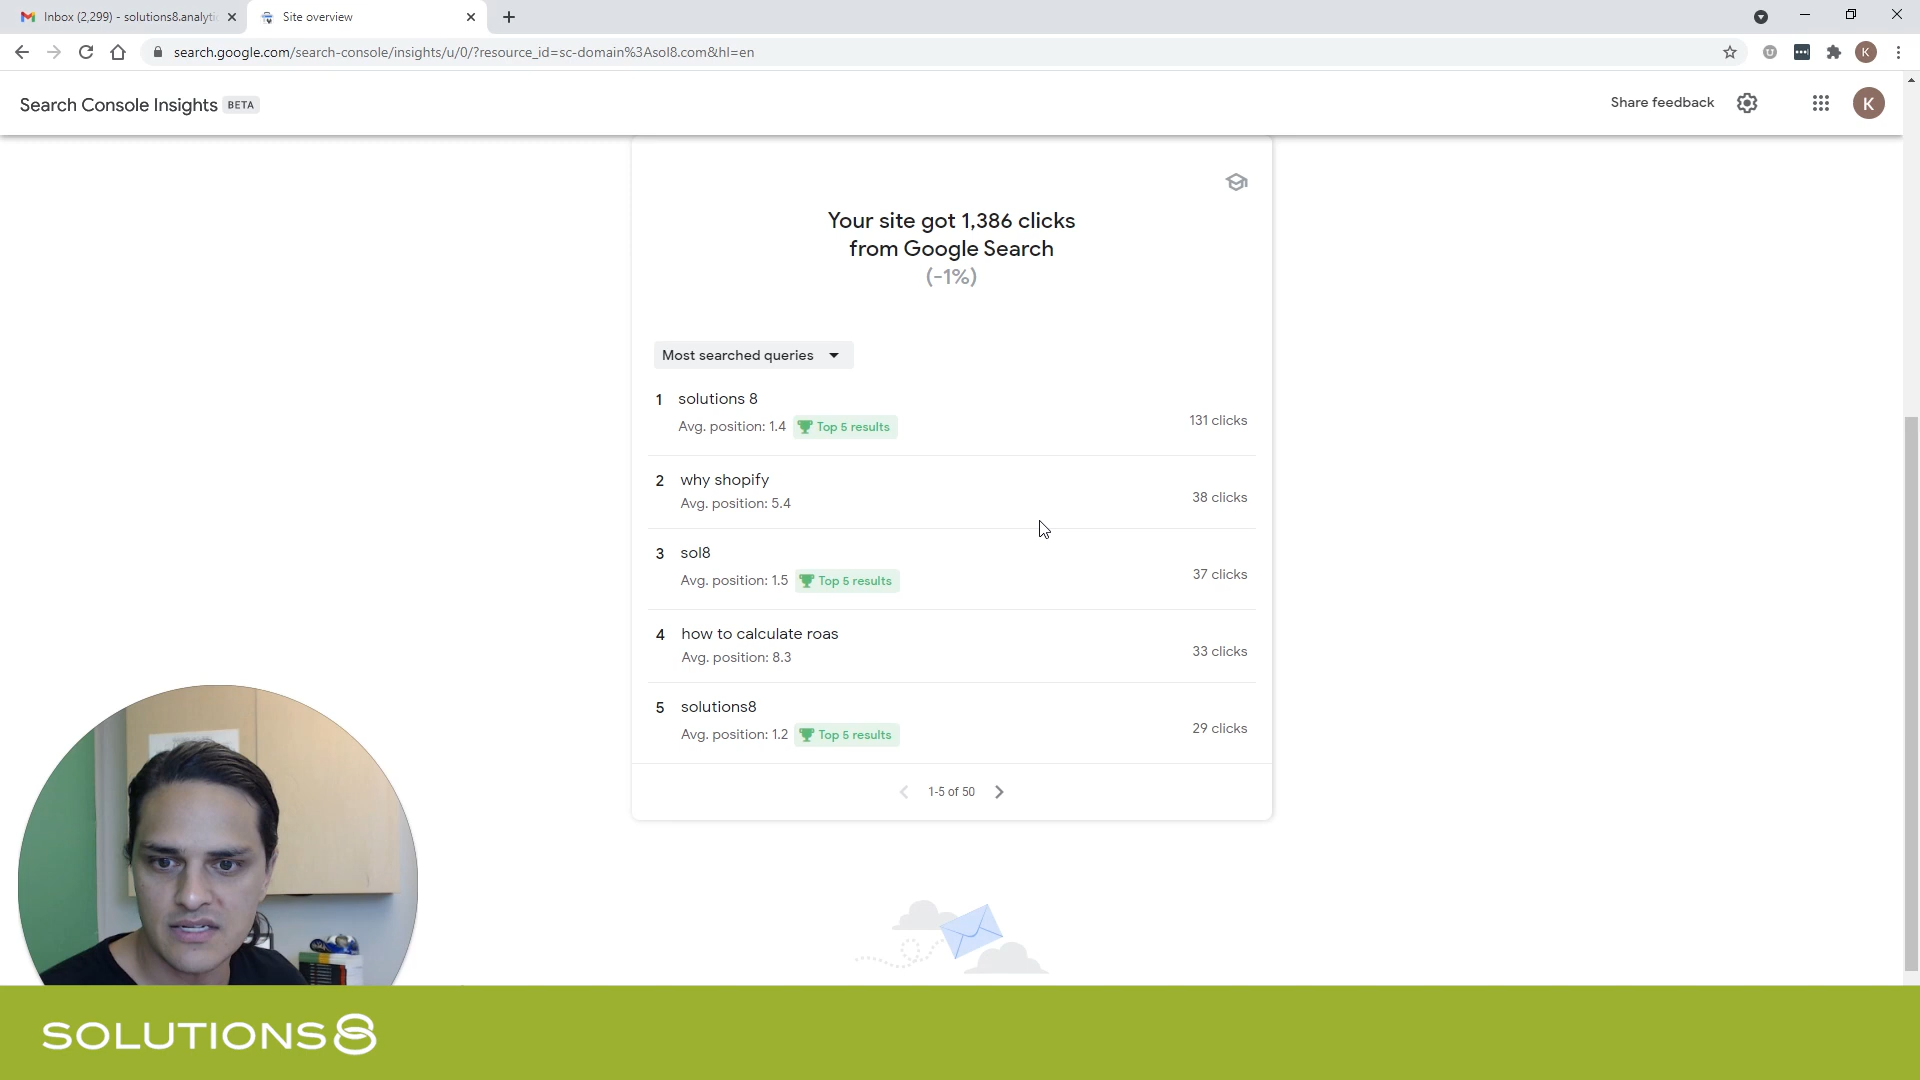 Inbox (2,299) - solutions8.analyti
Site overview
search.google.com/search-console/insights/u/0/?resource_id=sc-domain%3Asol8.com&hl=en
K
Search Console Insights BETA
Share feedback
K
Your site got 1,386 clicks
from Google Search
(-1%)
Most searched queries
1 solutions 8
Avg. position: 1.4 Top 5 results
131 clicks
2 why shopify
Avg. position: 5.4
38 clicks
3 sol8
Avg. position: 1.5 Top 5 results
37 clicks
4 how to calculate roas
Avg. position: 8.3
33 clicks
5 solutions8
Avg. position: 1.2 Top 5 results
29 clicks
1-5 of 50
SOLUTIONS8